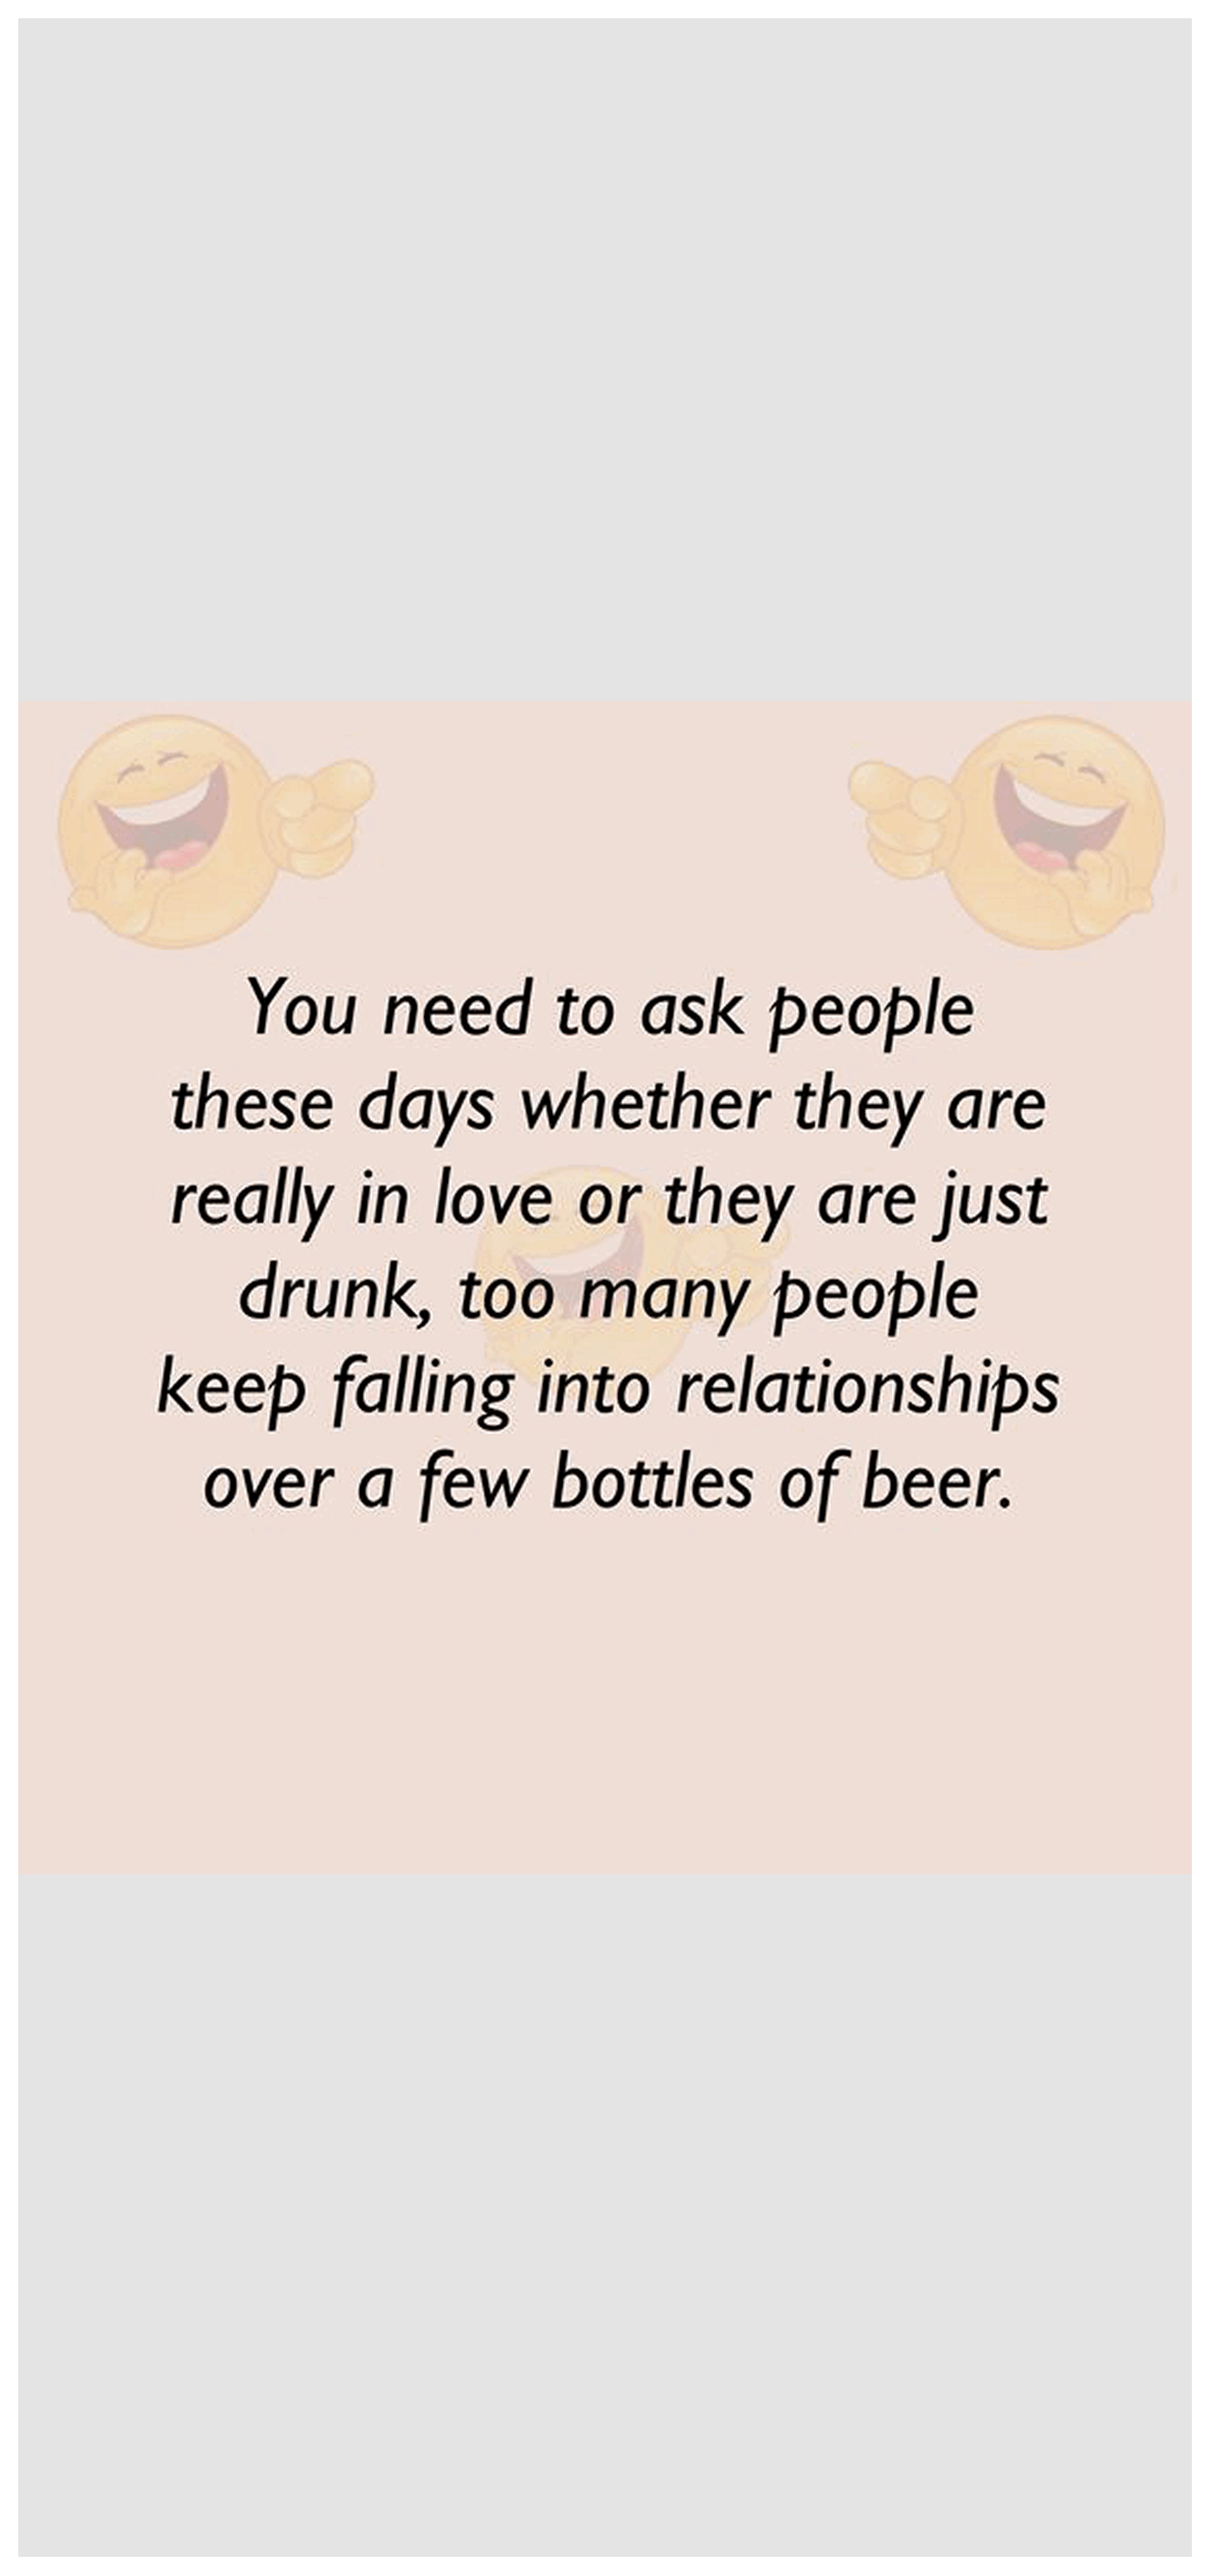 You need to ask people
these days whether they are
really in love or they are just
drunk, too many people
keep falling into relationships
over a few bottles of beer.